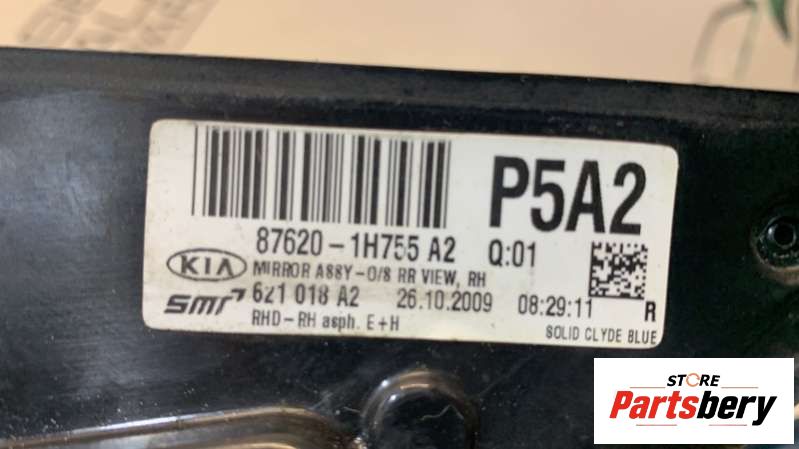 P5A2
87620-1H755 A2 Q:01
KIA MIRROR ASSY-O/S RR VIEW, RH
SMR 621 018 A2 26.10.2009 08:29:11 R
RHD-RH asph. E+H SOLID CLYDE BLUE
STORE
Partsbery